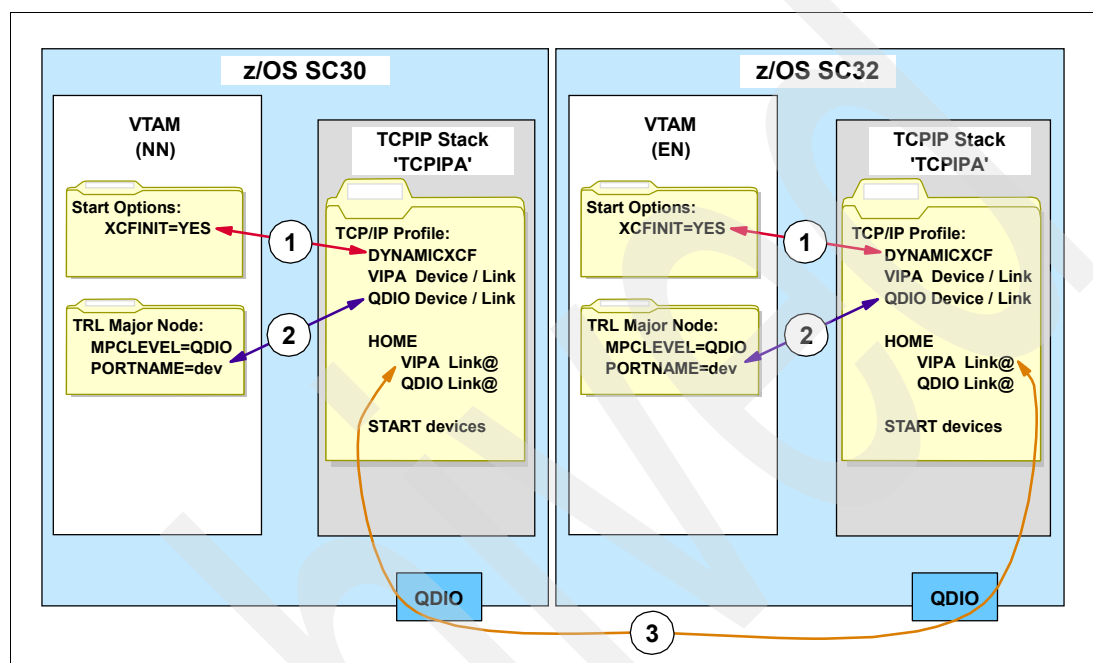 z/OS SC30
VTAM
(NN)
Start Options:
XCFINIT=YES
TRL Major Node:
MPCLEVEL=QDIO
PORTNAME=dev
1
2
TCPIP Stack
'TCPIPA'
TCP/IP Profile:
DYNAMICXCF
VIPA Device / Link
QDIO Device / Link
HOME
VIPA Link@
QDIO Link@
START devices
QDIO
z/OS SC32
VTAM
(EN)
Start Options:
XCFINIT=YES
TRL Major Node:
MPCLEVEL=QDIO
PORTNAME=dev
1
2
TCPIP Stack
'TCPIPA'
TCP/IP Profile:
DYNAMICXCF
VIPA Device / Link
QDIO Device / Link
HOME
VIPA Link@
QDIO Link@
START devices
QDIO
3